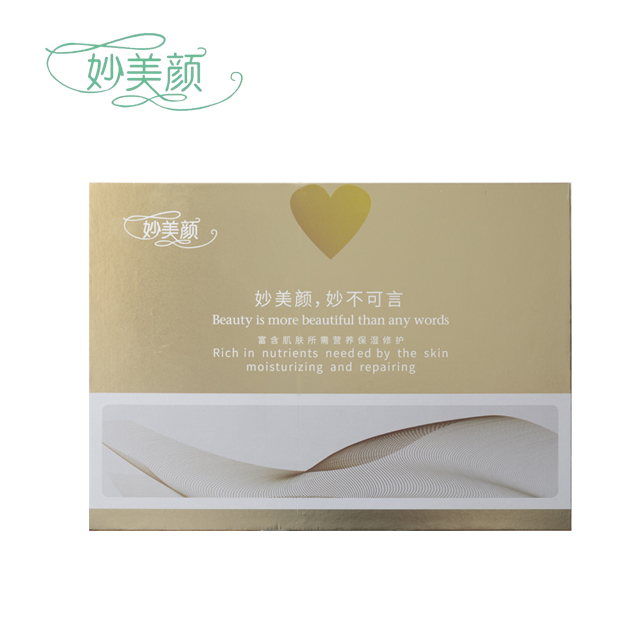 妙美颜
妙美颜
妙美颜，妙不可言
Beauty is more beautiful than any words
富含肌肤所需营养保湿修护
Rich in nutrients needed by the skin
moisturizing and repairing